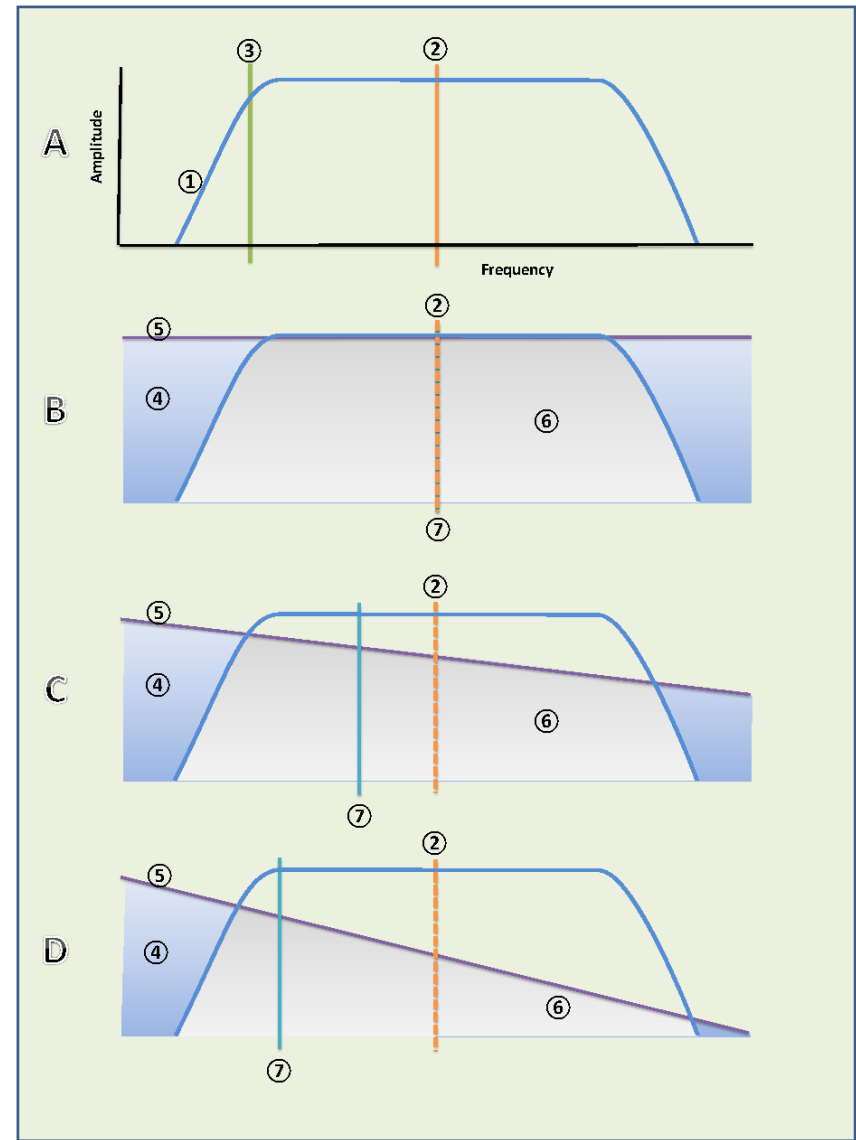 ③ ②
A
Amplitude
①
Frequency
②
⑤
④
B
⑥
⑦
②
⑤
④
C
⑥
⑦
②
⑤
④
D
⑥
⑦